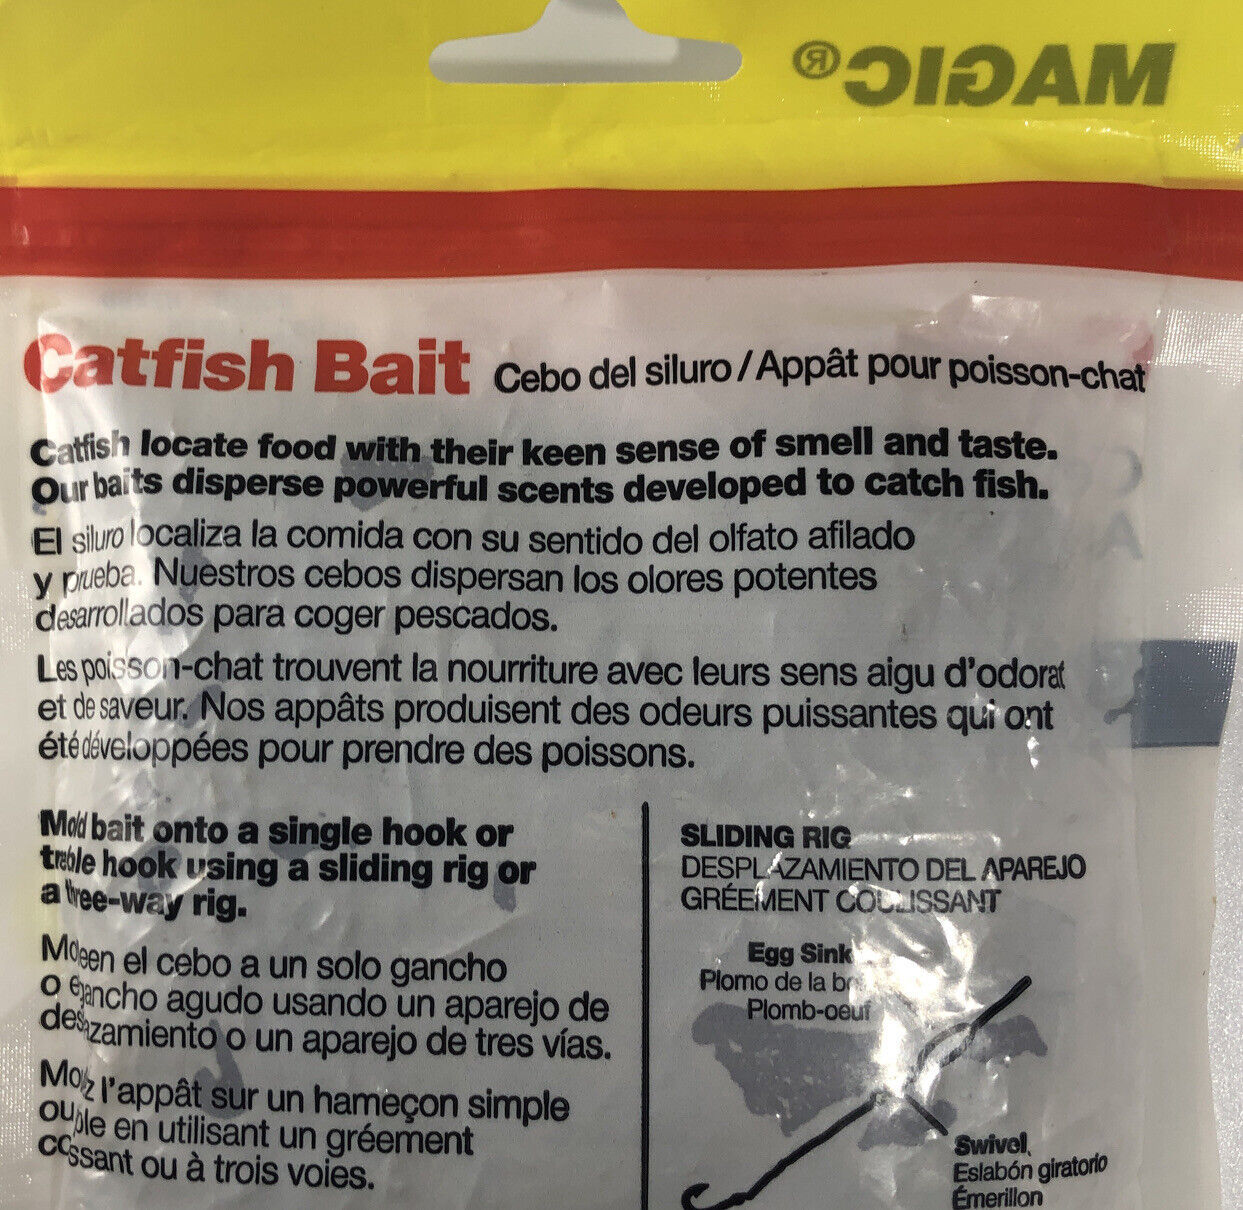 MAGIC®
Catfish Bait Cebo del siluro / Appât pour poisson-chat
Catfish locate food with their keen sense of smell and taste.
Our baits disperse powerful scents developed to catch fish.
El siluro localiza la comida con su sentido del olfato afilado
y prueba. Nuestros cebos dispersan los olores potentes
desarrollados para coger pescados.
Les poisson-chat trouvent la nourriture avec leurs sens aigu d'odorat
et de saveur. Nos appâts produisent des odeurs puissantes qui ont
été développées pour prendre des poissons.
Mold bait onto a single hook or
treble hook using a sliding rig or
a three-way rig.
en el cebo a un solo gancho
o gancho agudo usando un aparejo de
o un aparejo de tres vías.
l'appât sur un hameçon simple
en utilisant un gréement
ou à trois voies.
SLIDING RIG
DESPLAZAMIENTO DEL APAREJO
GRÉEMENT COULISSANT
Egg Sink
Plomo de la
Plomb-oeuf
Swivel
Eslabón giratorio
Émerillon